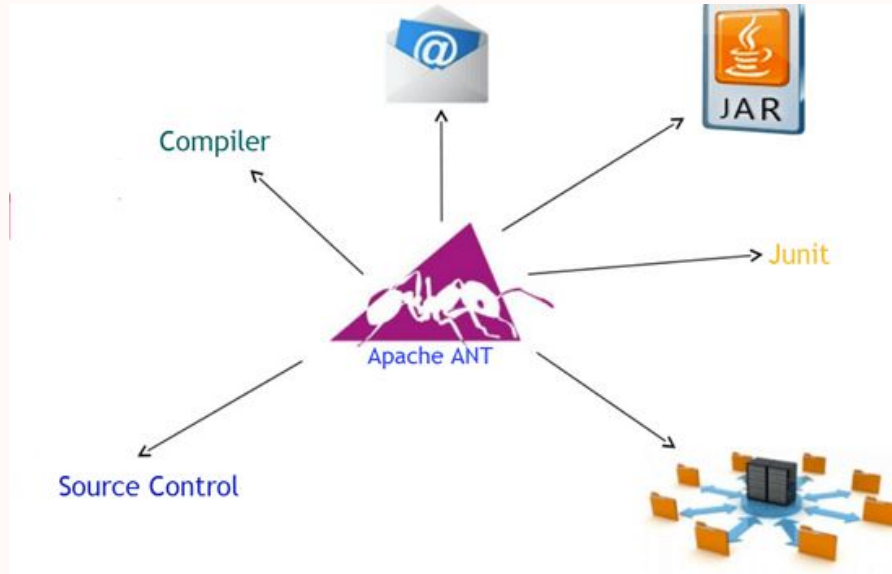 @
JAR
Compiler
Junit
Apache ANT
Source Control